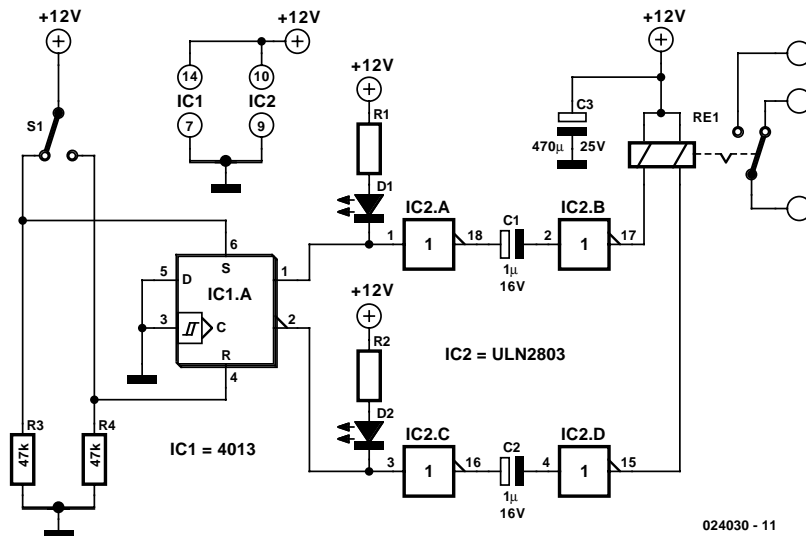 +12V
+12V
+12V
+12V
S1
14
10
IC1
IC2
7
9
R1
D1
C3
470µ
25V
RE1
IC2.A
1
1
18
C1
1µ
16V
2
IC2.B
1
17
6
S
5
D
IC1.A
1
3
C
2
R
4
+12V
R2
D2
IC2 = ULN2803
R3
47k
R4
47k
IC1 = 4013
3
IC2.C
1
16
C2
1µ
16V
4
IC2.D
1
15
024030 - 11